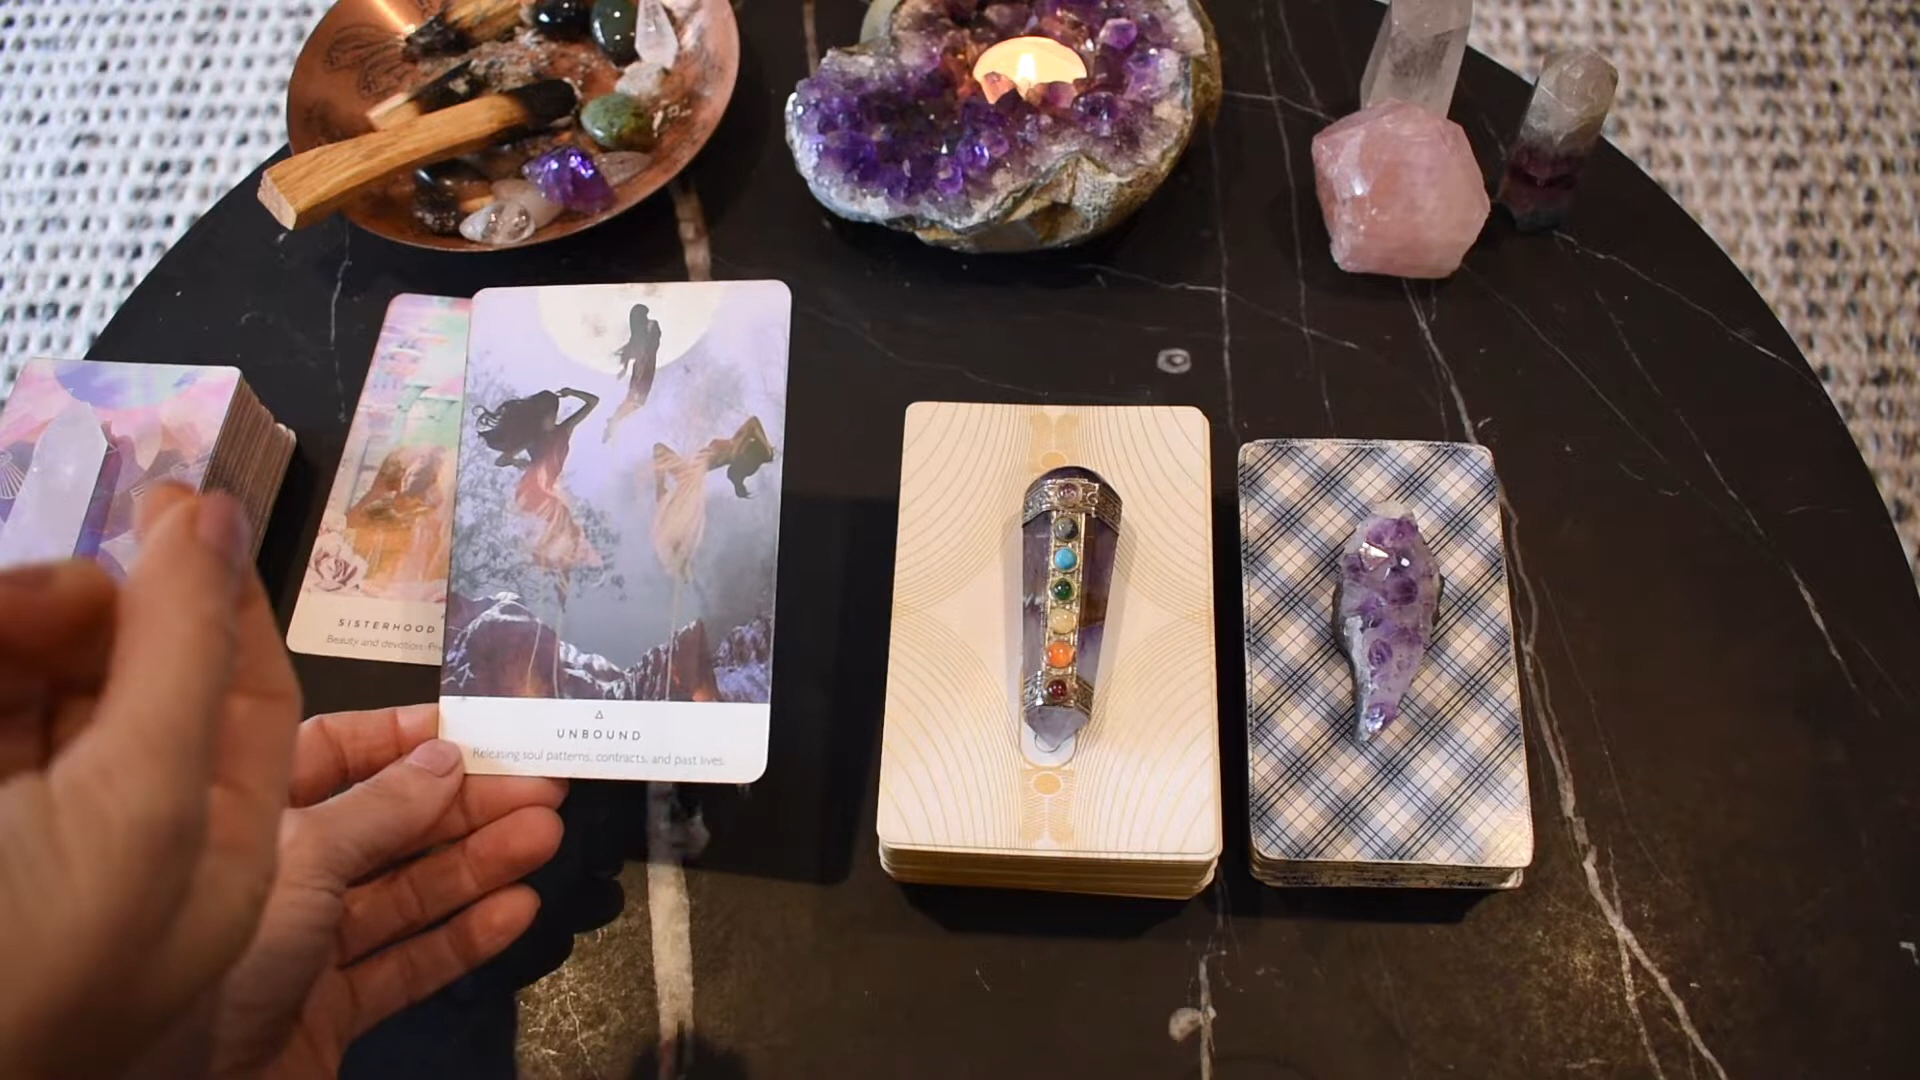 SISTERHOOD
Beauty and devotion.
UNBOUND
Releasing soul patterns, contracts, and past lives.